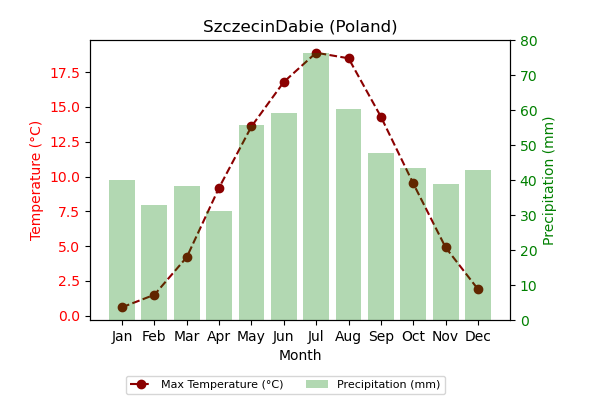 SzczecinDabie (Poland)
17.5
15.0
12.5
10.0
7.5
5.0
2.5
0.0
Temperature (°C)
80
70
60
50
40
30
20
10
0
Precipitation (mm)
Jan Feb Mar Apr May Jun Jul Aug Sep Oct Nov Dec
Month
Max Temperature (°C) Precipitation (mm)